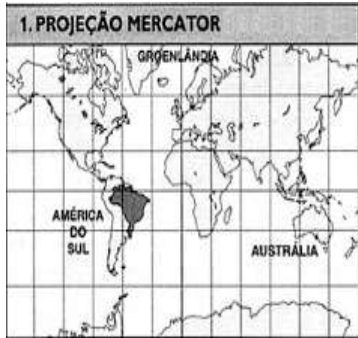 1. PROJEÇÃO MERCATOR
GROENLÂNDIA
AMÉRICA
DO
SUL
AUSTRÁLIA